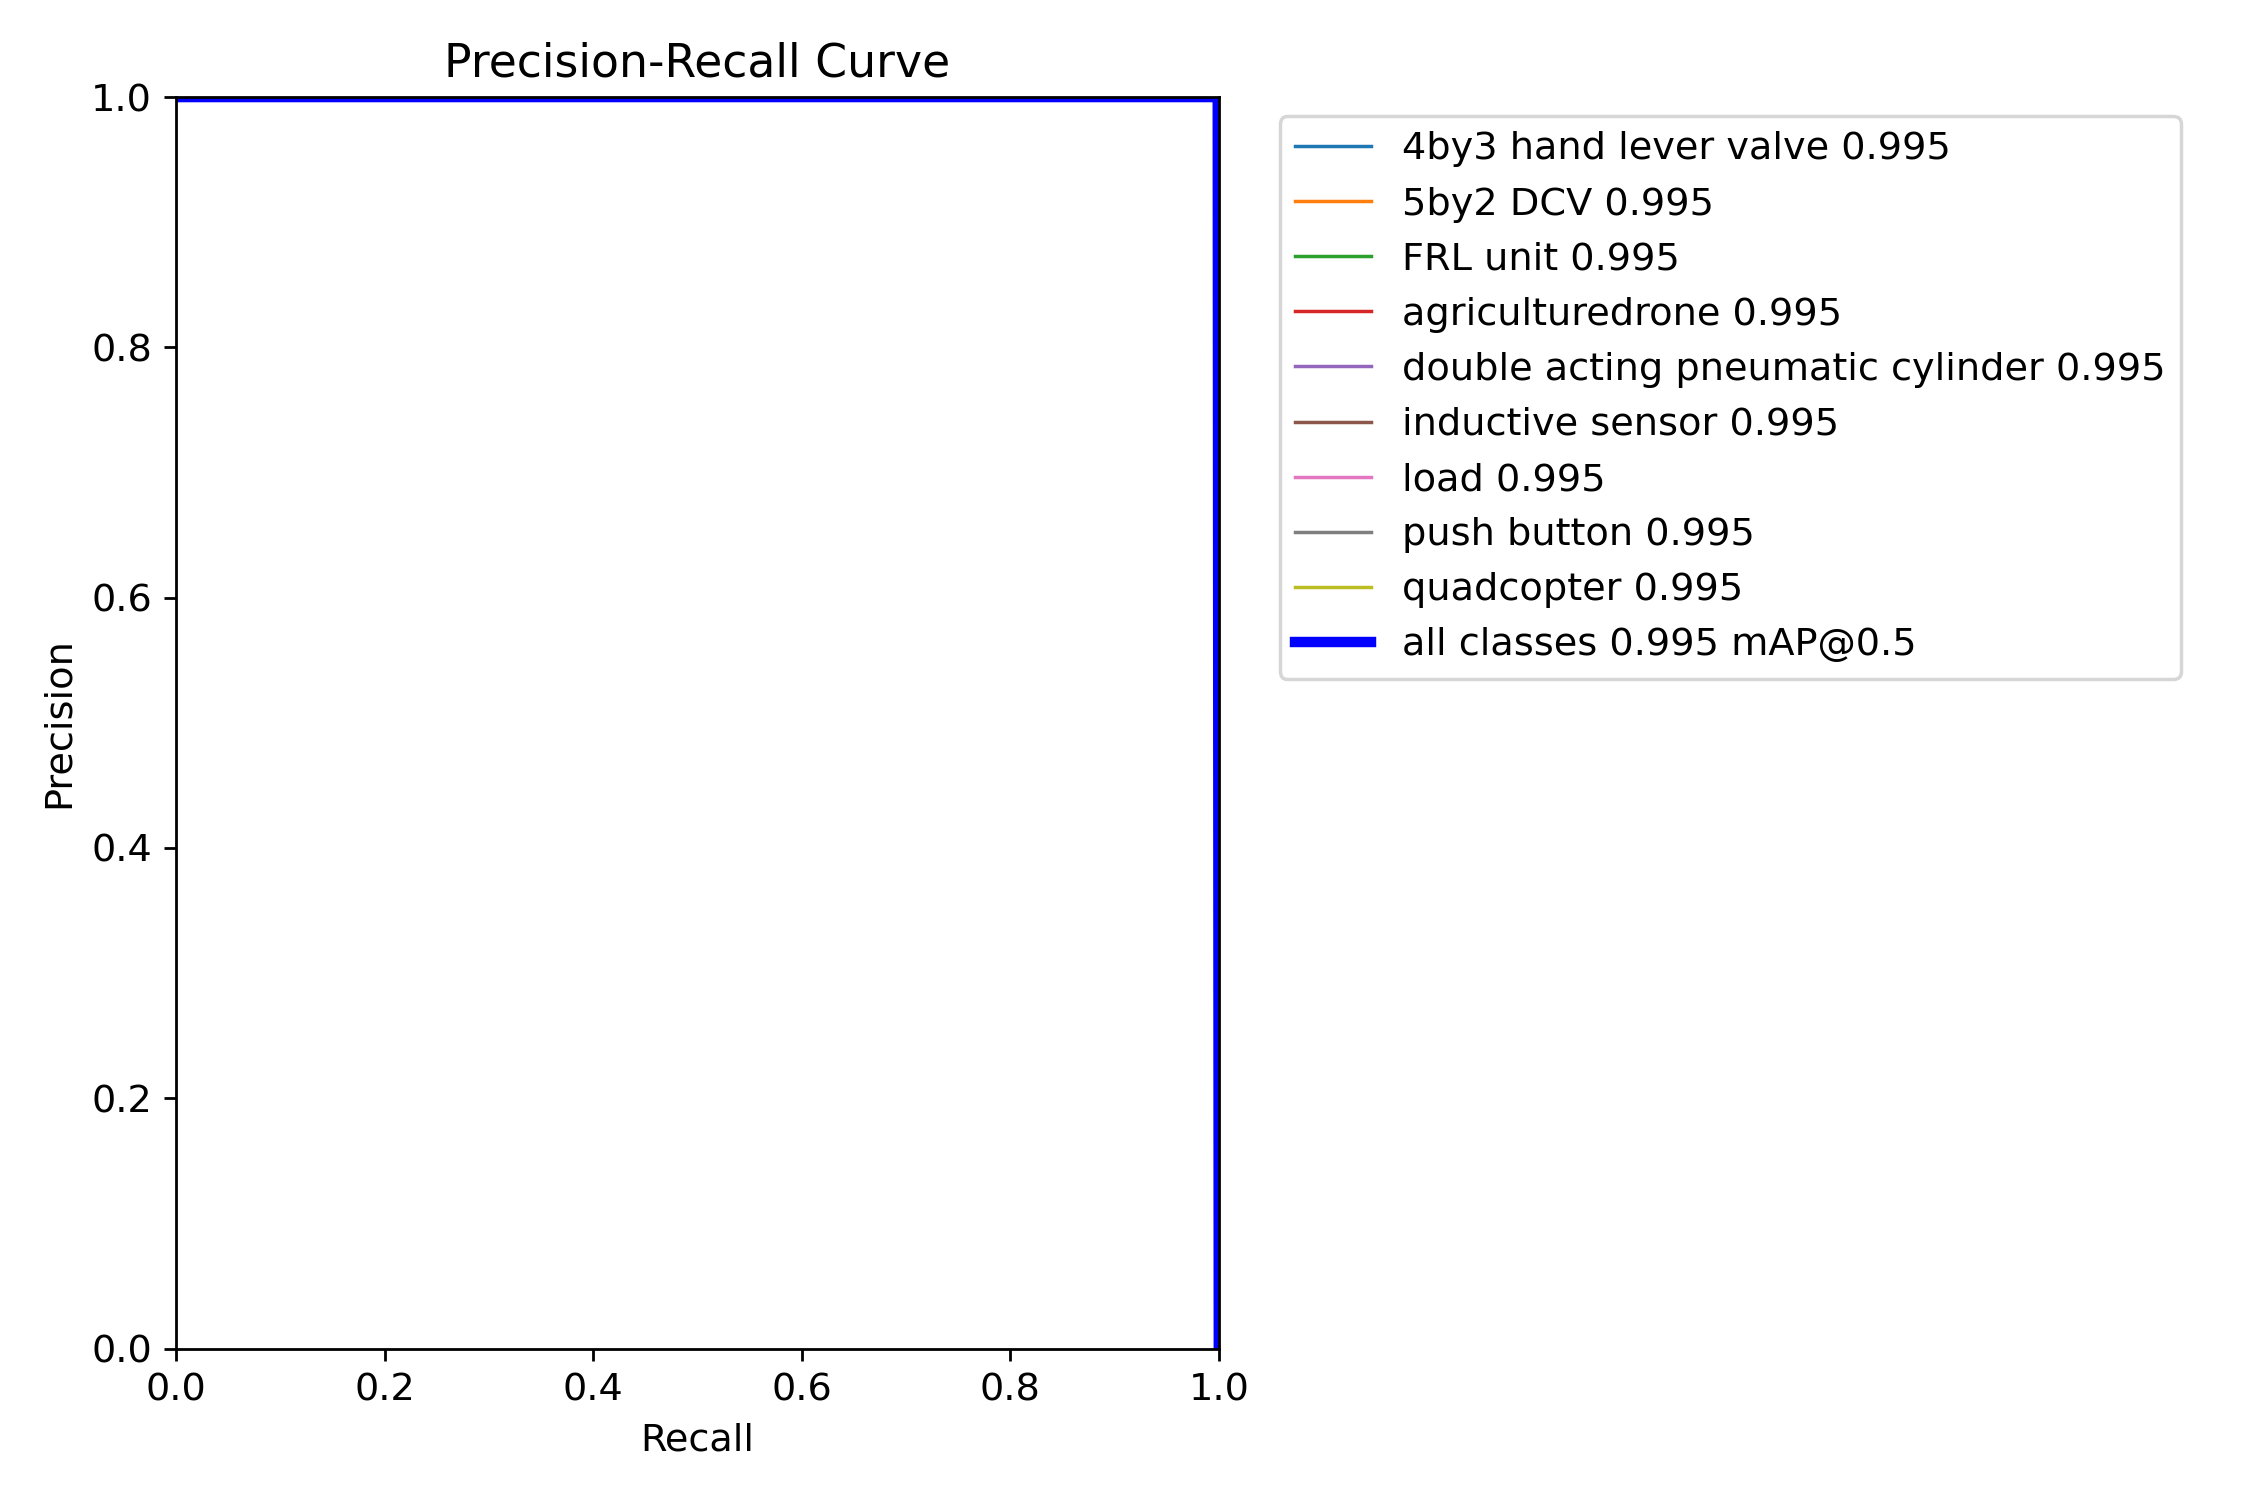 Precision-Recall Curve
1.0
0.8
0.6
0.4
0.2
0.0
Precision
0.0 0.2 0.4 0.6 0.8 1.0
Recall
4by3 hand lever valve 0.995
5by2 DCV 0.995
FRL unit 0.995
agriculturedrone 0.995
double acting pneumatic cylinder 0.995
inductive sensor 0.995
load 0.995
push button 0.995
quadcopter 0.995
all classes 0.995 mAP@0.5